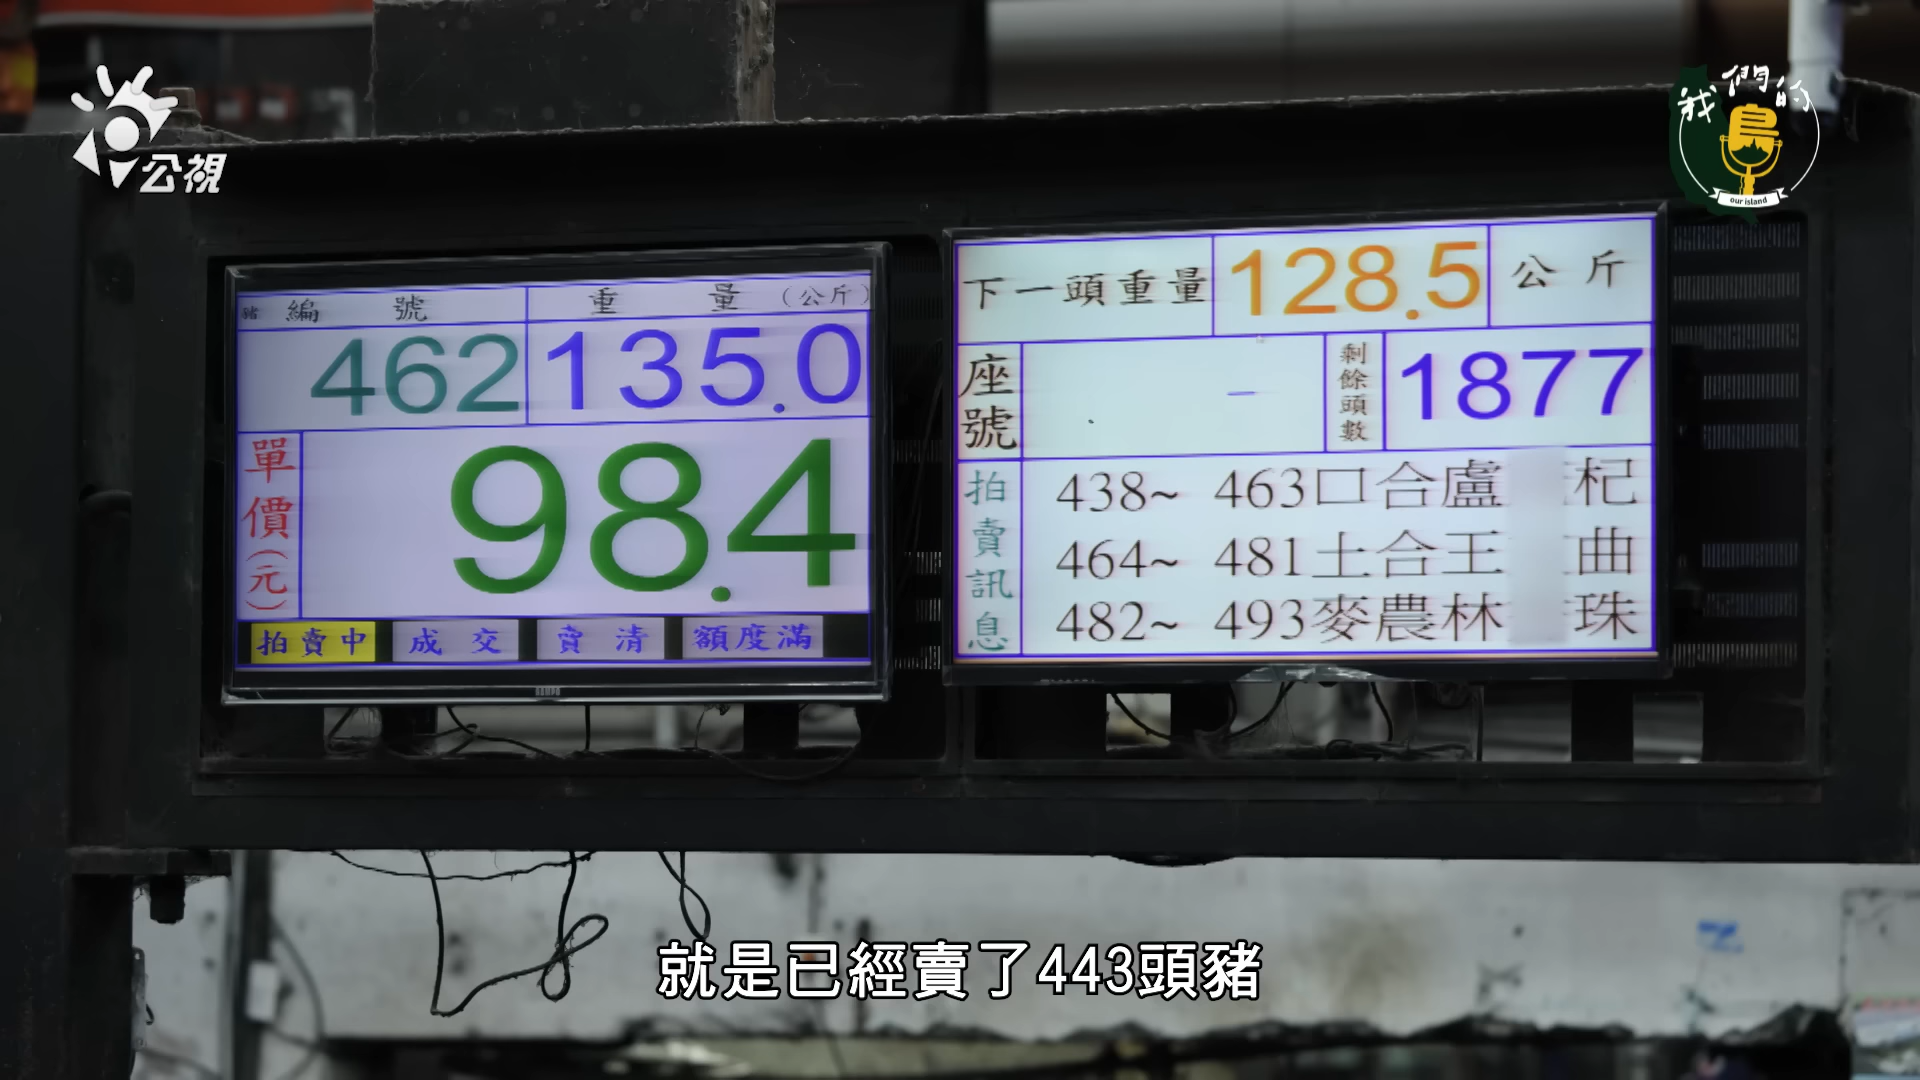 公視
我們的島
our island
豬編號 重量(公斤)
462 135.0
單價(元) 98.4
拍賣中 成交 賣清 額度滿
下一頭重量 128.5 公斤
座號 - 剩餘頭數 1877
拍賣訊息
438~ 463口合盧 杞
464~ 481土合王 曲
482~ 493麥農林 珠
就是已經賣了443頭豬